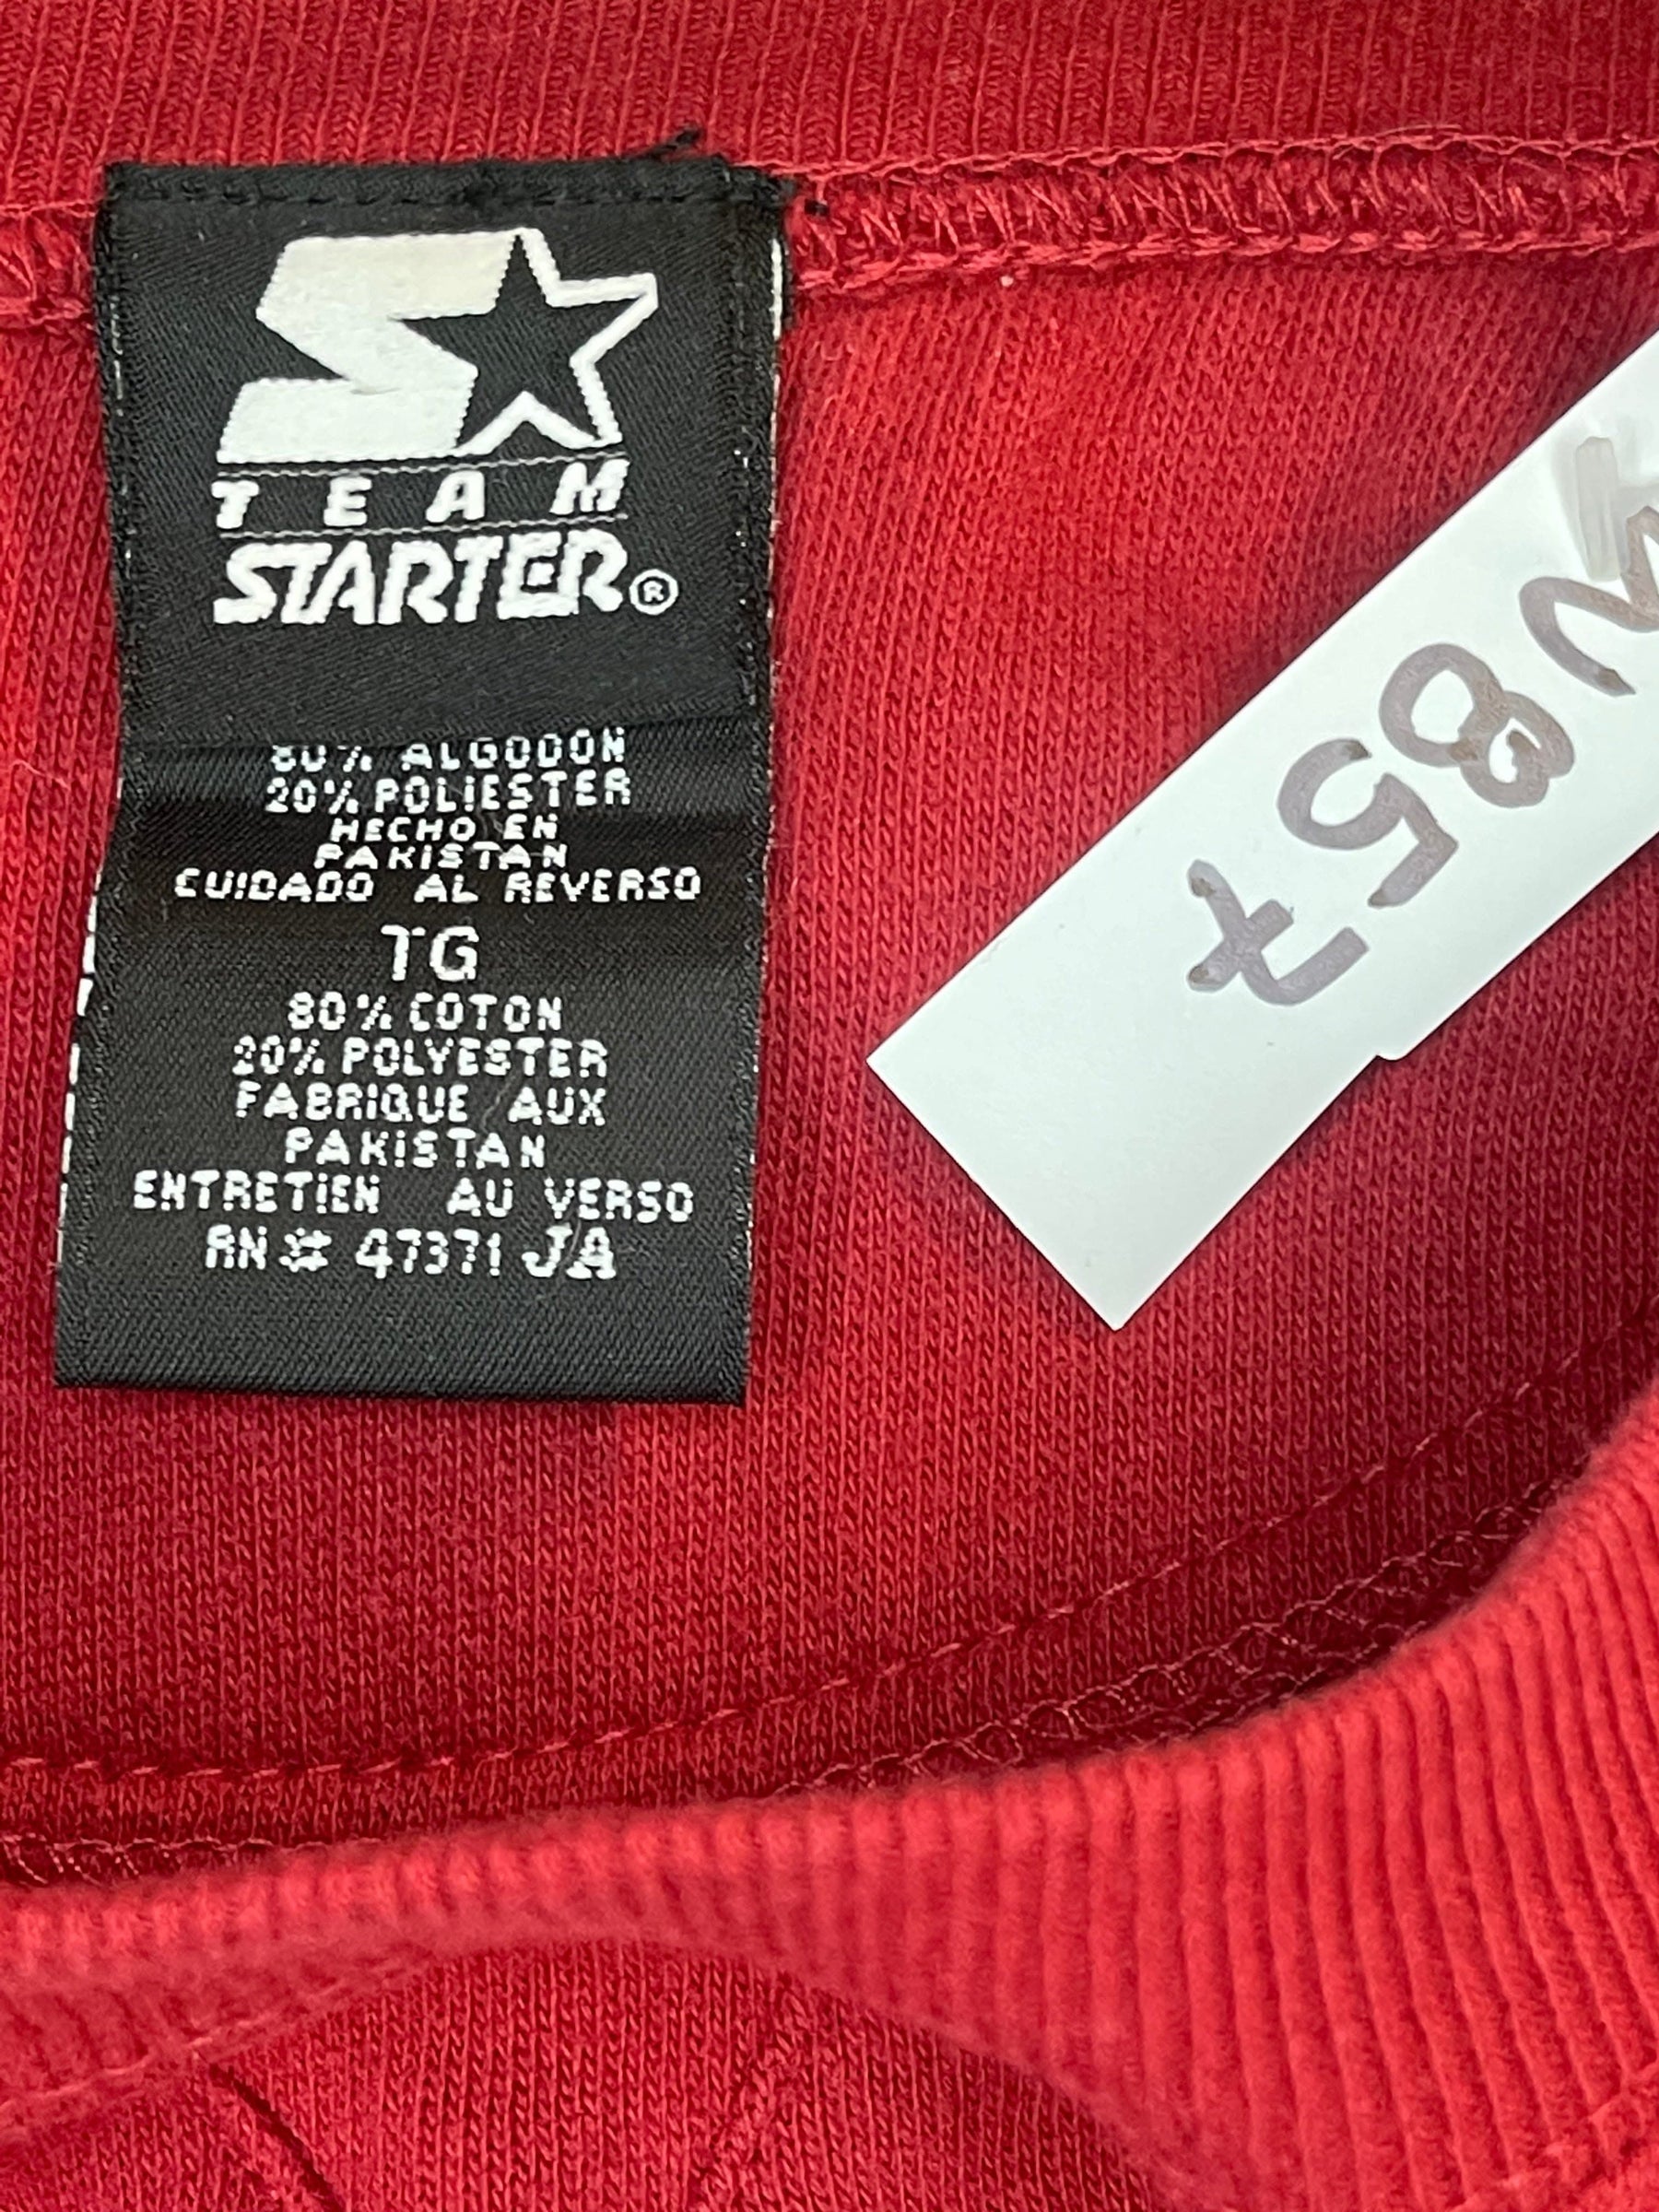 TEAM
STARTER®
80% ALGODON
20% POLIESTER
HECHO EN
PAKISTAN
CUIDADO AL REVERSO
TG
80% COTON
20% POLYESTER
FABRIQUE AUX
PAKISTAN
ENTRETIEN AU VERSO
RN# 47371 JA
W857